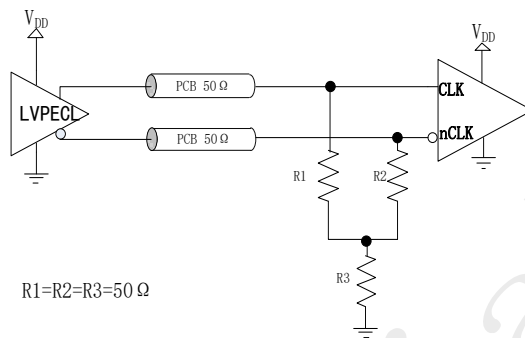 VDD
VDD
LVPECL
PCB 50Ω
CLK
PCB 50Ω
nCLK
R1
R2
R3
R1=R2=R3=50Ω